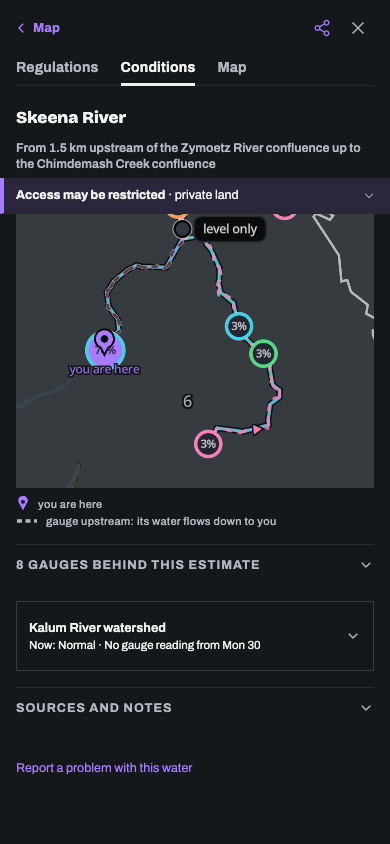 Map
Regulations
Conditions
Map
Skeena River
From 1.5 km upstream of the Zymoetz River confluence up to
the Chimdemash Creek confluence
Access may be restricted · private land
level only
3%
3%
you are here
6
3%
you are here
gauge upstream: its water flows down to you
8 GAUGES BEHIND THIS ESTIMATE
Kalum River watershed
Now: Normal · No gauge reading from Mon 30
SOURCES AND NOTES
Report a problem with this water